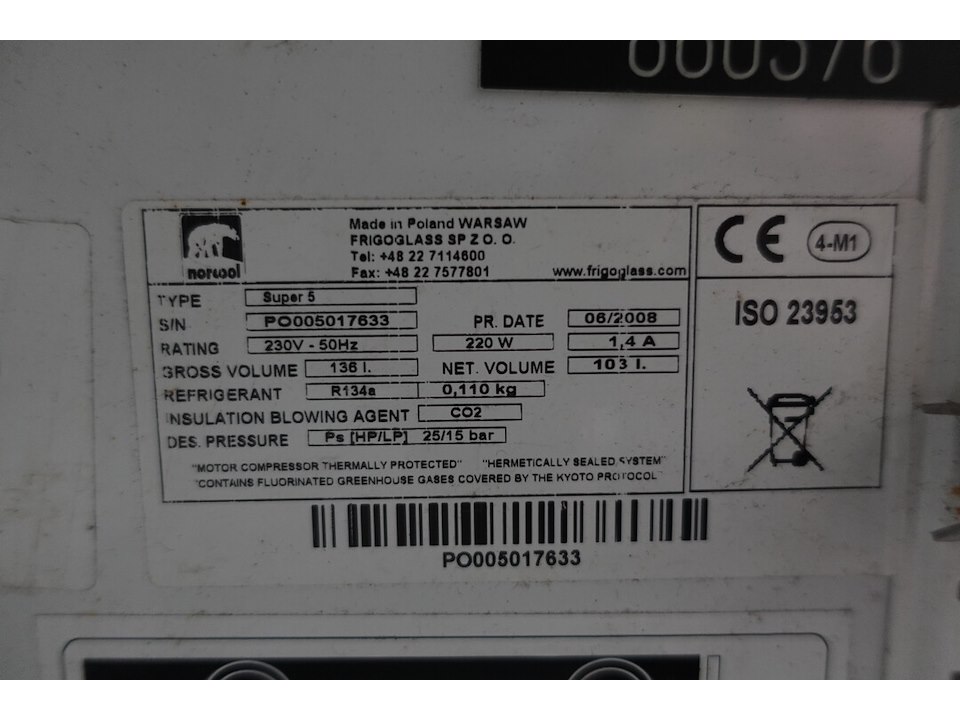 660376
norcool
Made in Poland WARSAW
FRIGOGLASS SP Z O. O.
Tel: +48 22 7114600
Fax: +48 22 7577801
www.frigoglass.com
CE
4-M1
ISO 23953
TYPE Super 5
S/N PO005017633 PR. DATE 06/2008
RATING 230V - 50Hz 220 W 1,4 A
GROSS VOLUME 136 l. NET. VOLUME 103 l.
REFRIGERANT R134a 0,110 kg
INSULATION BLOWING AGENT CO2
DES. PRESSURE Ps [HP/LP] 25/15 bar
"MOTOR COMPRESSOR THERMALLY PROTECTED" "HERMETICALLY SEALED SYSTEM"
"CONTAINS FLUORINATED GREENHOUSE GASES COVERED BY THE KYOTO PROTOCOL"
PO005017633